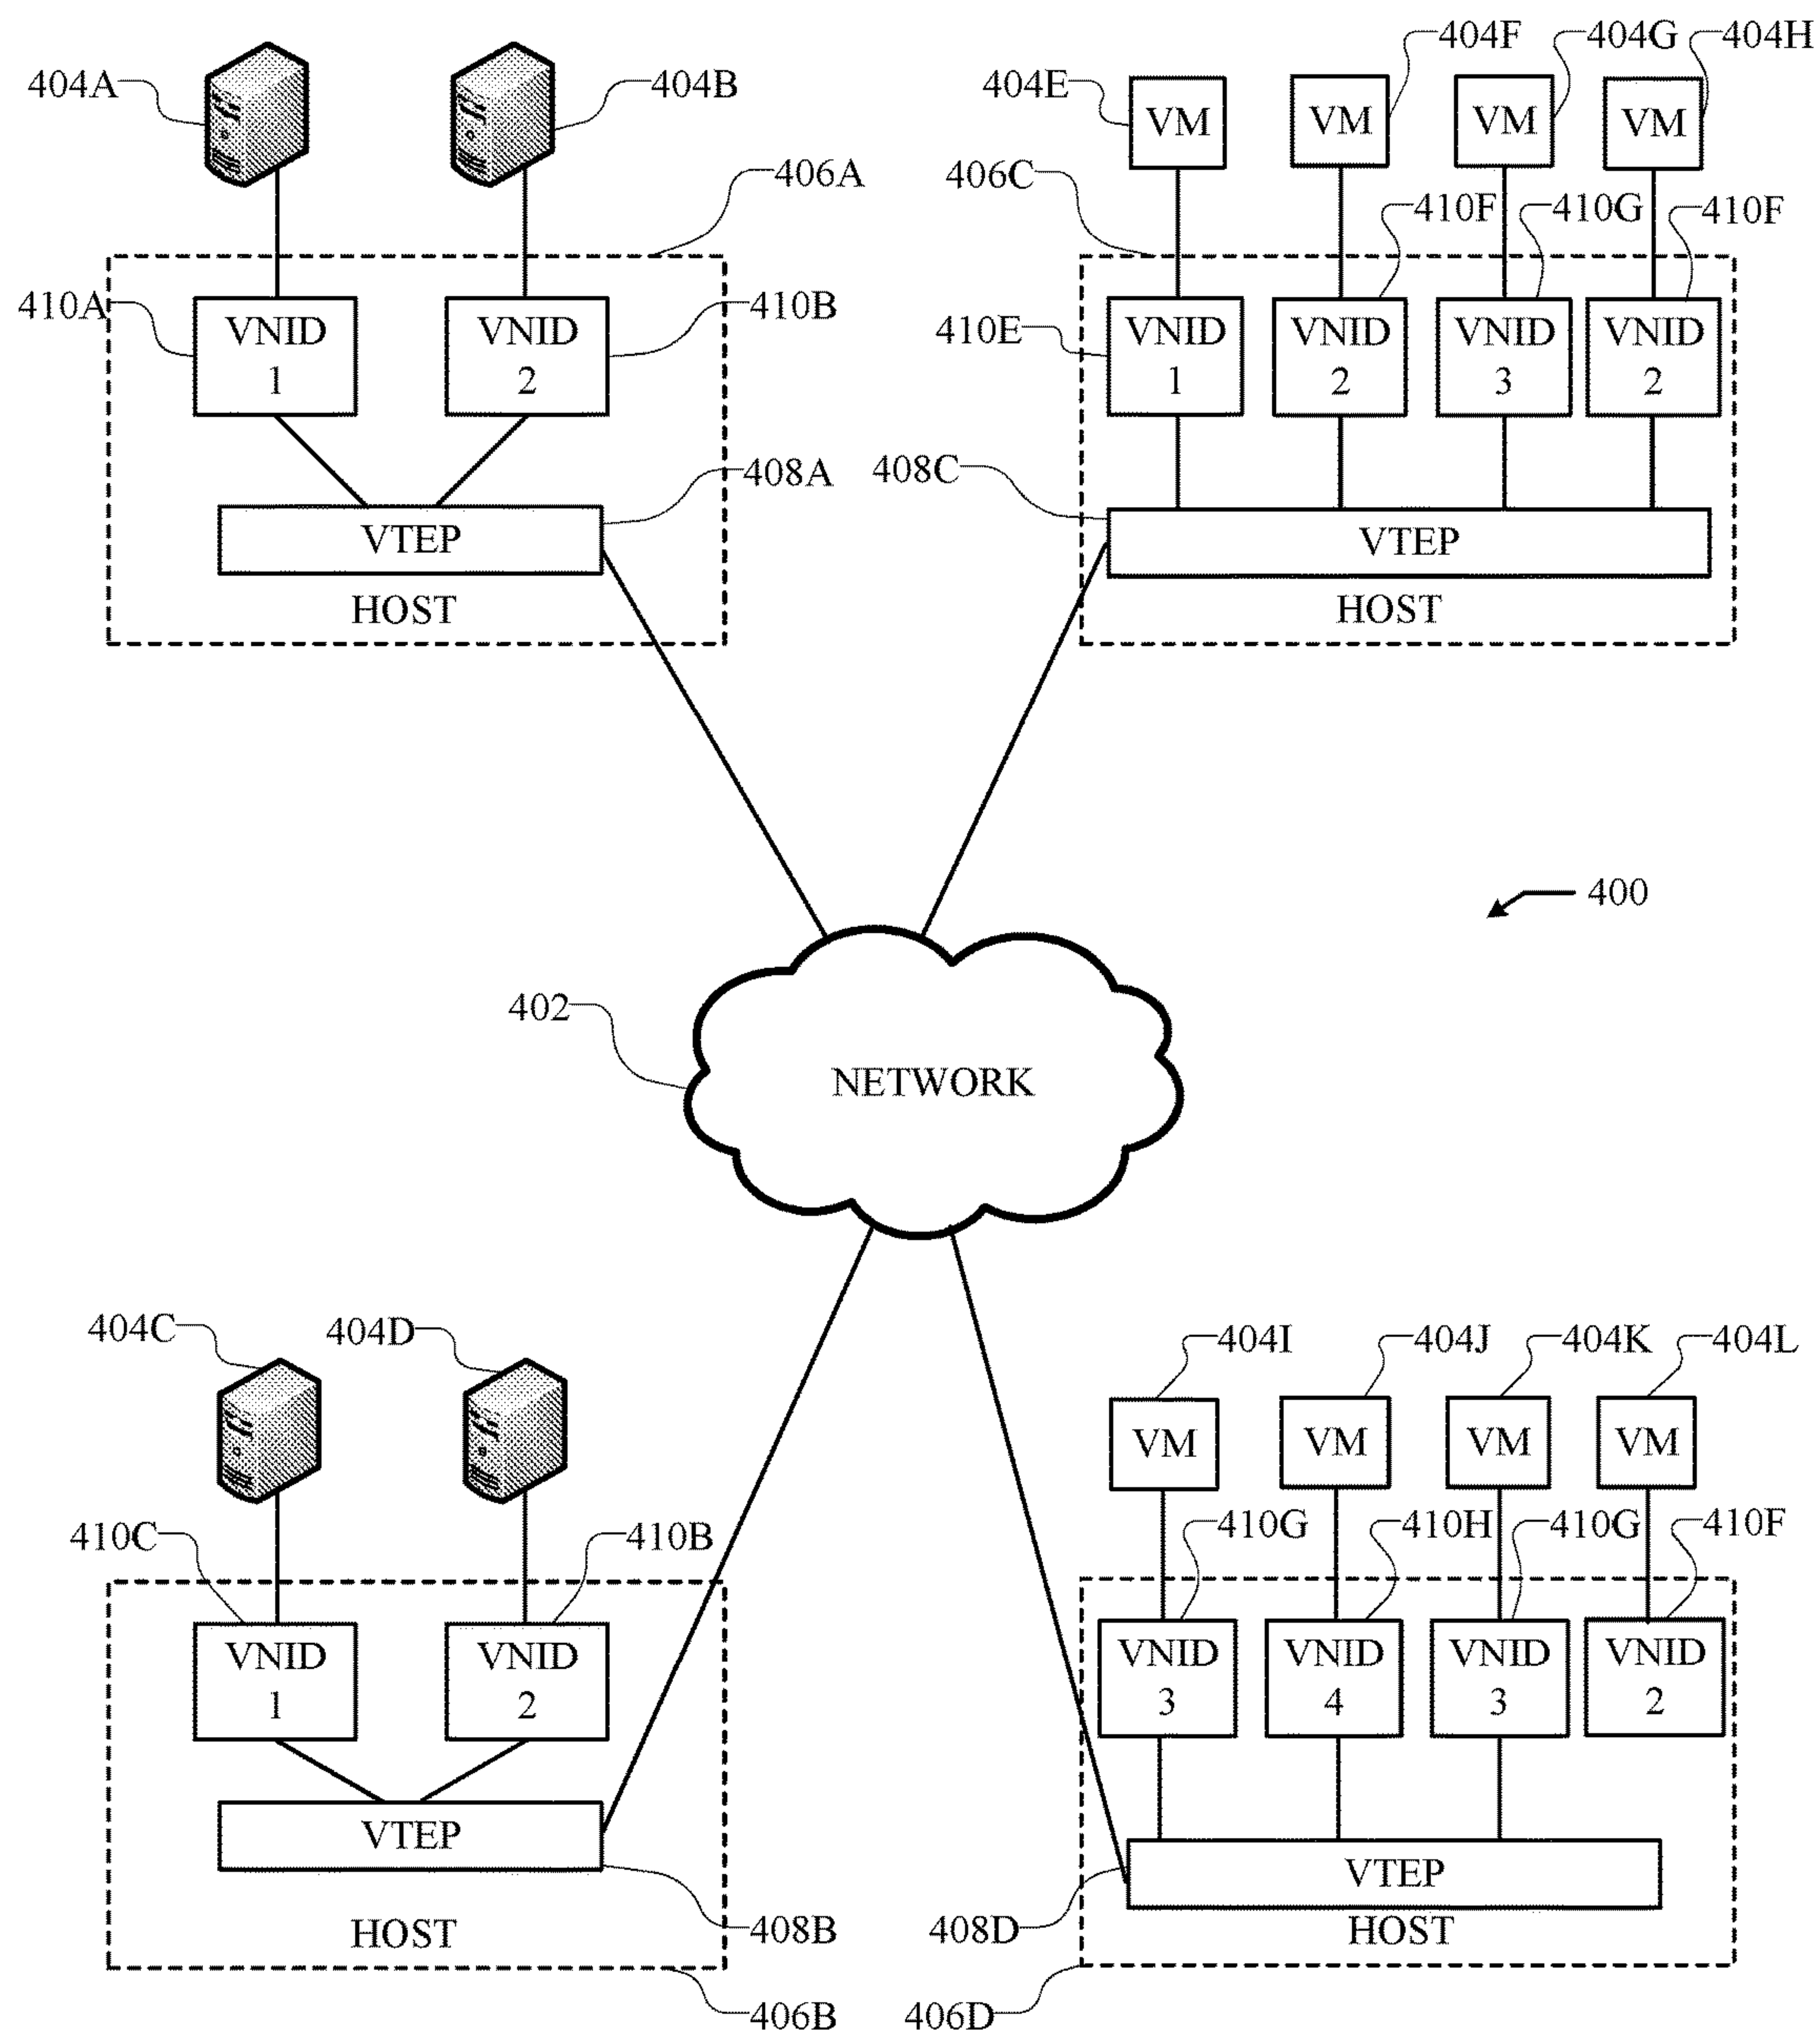 404A
404B
404E
404F
404G
404H
VM
VM
VM
VM
406A
406C
410F
410G
410F
410A
VNID
1
VNID
2
410B
410E
VNID
1
VNID
2
VNID
3
VNID
2
408A
408C
VTEP
VTEP
HOST
HOST
400
402
NETWORK
404C
404D
404I
404J
404K
404L
VM
VM
VM
VM
410C
410B
410G
410H
410G
410F
VNID
1
VNID
2
VNID
3
VNID
4
VNID
3
VNID
2
VTEP
VTEP
HOST
408B
408D
HOST
406B
406D